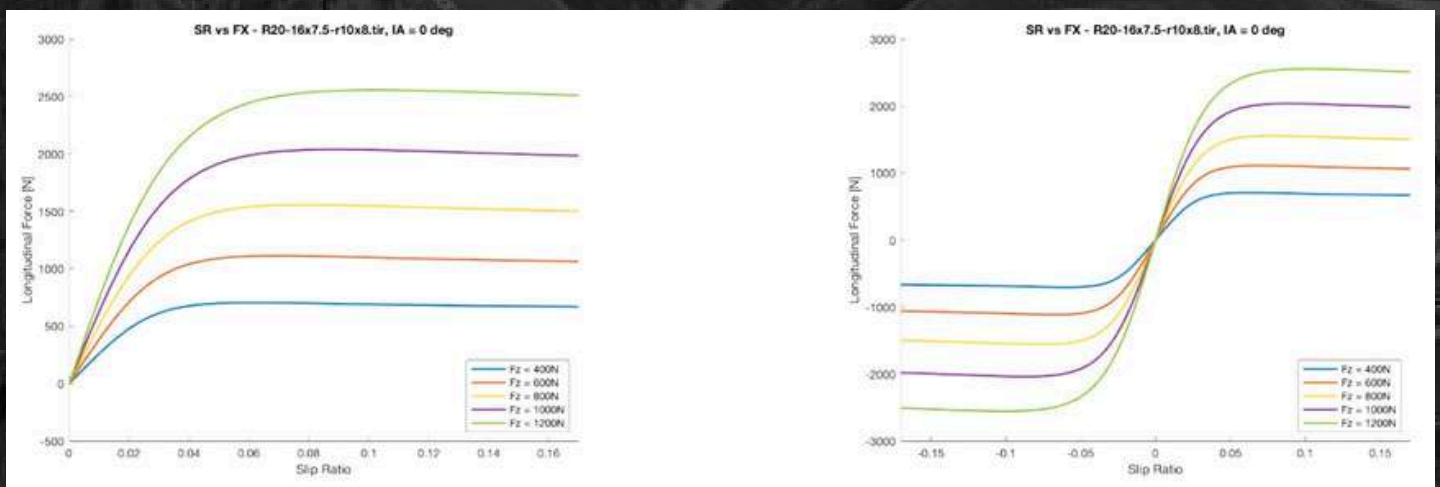 SR vs FX - R20-16x7.5-r10x8.tir, IA = 0 deg
3000
2500
2000
1500
1000
500
0
-500
Longitudinal Force [N]
0
0.02
0.04
0.06
0.08
0.1
0.12
0.14
0.16
Slip Ratio
Fz = 400N
Fz = 600N
Fz = 800N
Fz = 1000N
Fz = 1200N
SR vs FX - R20-16x7.5-r10x8.tir, IA = 0 deg
3000
2000
1000
0
-1000
-2000
-3000
Longitudinal Force [N]
-0.15
-0.1
-0.05
0
0.05
0.1
0.15
Slip Ratio
Fz = 400N
Fz = 600N
Fz = 800N
Fz = 1000N
Fz = 1200N